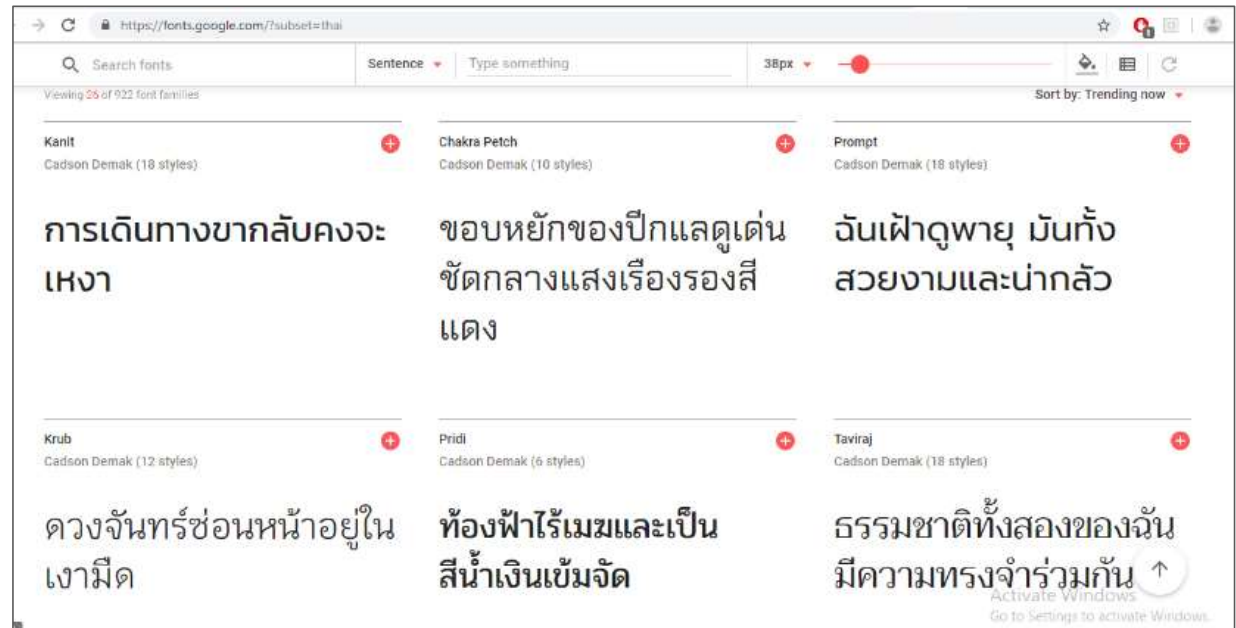 https://fonts.google.com/?subset=thai
Search fonts
Sentence
Type something
38px
Viewing 26 of 922 font families
Sort by: Trending now
Kanit
Cadson Demak (18 styles)
การเดินทางขากลับคงจะ
เหงา
Chakra Petch
Cadson Demak (10 styles)
ขอบหยักของปีกแลดูเด่น
ชัดกลางแสงเรืองรองสี
แดง
Prompt
Cadson Demak (18 styles)
ฉันเฝ้าดูพายุ มันทั้ง
สวยงามและน่ากลัว
Krub
Cadson Demak (12 styles)
ดวงจันทร์ซ่อนหน้าอยู่ใน
เงามืด
Pridi
Cadson Demak (6 styles)
ท้องฟ้าไร้เมฆและเป็น
สีน้ำเงินเข้มจัด
Taviraj
Cadson Demak (18 styles)
ธรรมชาติทั้งสองของฉัน
มีความทรงจำร่วมกัน
Activate Windows
Go to Settings to activate Windows.